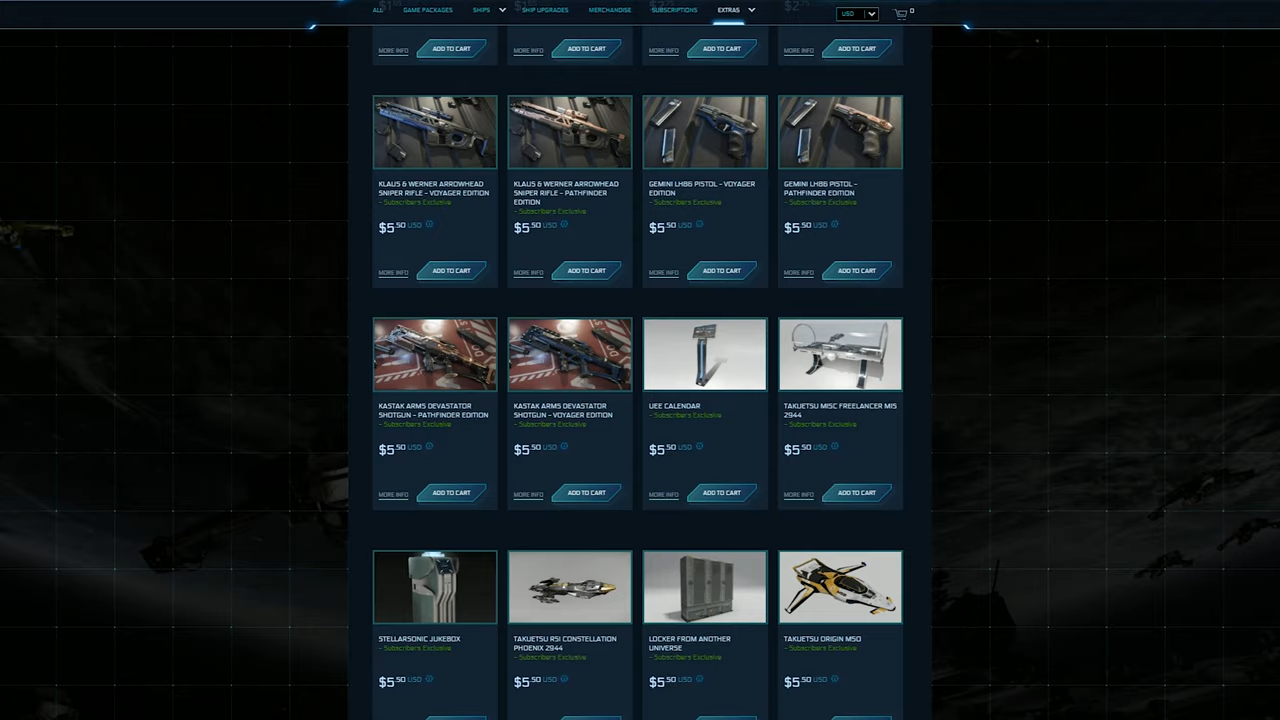 ALL GAME PACKAGES SHIPS SHIP UPGRADES MERCHANDISE SUBSCRIPTIONS EXTRAS USD 0
MORE INFO ADD TO CART MORE INFO ADD TO CART MORE INFO ADD TO CART MORE INFO ADD TO CART
KLAUS & WERNER ARROWHEAD
SNIPER RIFLE - VOYAGER EDITION
- Subscribers Exclusive
$5.50 USD
MORE INFO ADD TO CART
KLAUS & WERNER ARROWHEAD
SNIPER RIFLE - PATHFINDER
EDITION
- Subscribers Exclusive
$5.50 USD
MORE INFO ADD TO CART
GEMINI LH86 PISTOL - VOYAGER
EDITION
- Subscribers Exclusive
$5.50 USD
MORE INFO ADD TO CART
GEMINI LH86 PISTOL -
PATHFINDER EDITION
- Subscribers Exclusive
$5.50 USD
MORE INFO ADD TO CART
KASTAK ARMS DEVASTATOR
SHOTGUN - PATHFINDER EDITION
- Subscribers Exclusive
$5.50 USD
MORE INFO ADD TO CART
KASTAK ARMS DEVASTATOR
SHOTGUN - VOYAGER EDITION
- Subscribers Exclusive
$5.50 USD
MORE INFO ADD TO CART
UEE CALENDAR
- Subscribers Exclusive
$5.50 USD
MORE INFO ADD TO CART
TAKUETSU MISC FREELANCER MIS
2944
- Subscribers Exclusive
$5.50 USD
MORE INFO ADD TO CART
STELLARSONIC JUKEBOX
- Subscribers Exclusive
$5.50 USD
TAKUETSU RSI CONSTELLATION
PHOENIX 2944
- Subscribers Exclusive
$5.50 USD
LOCKER FROM ANOTHER
UNIVERSE
- Subscribers Exclusive
$5.50 USD
TAKUETSU ORIGIN M50
- Subscribers Exclusive
$5.50 USD